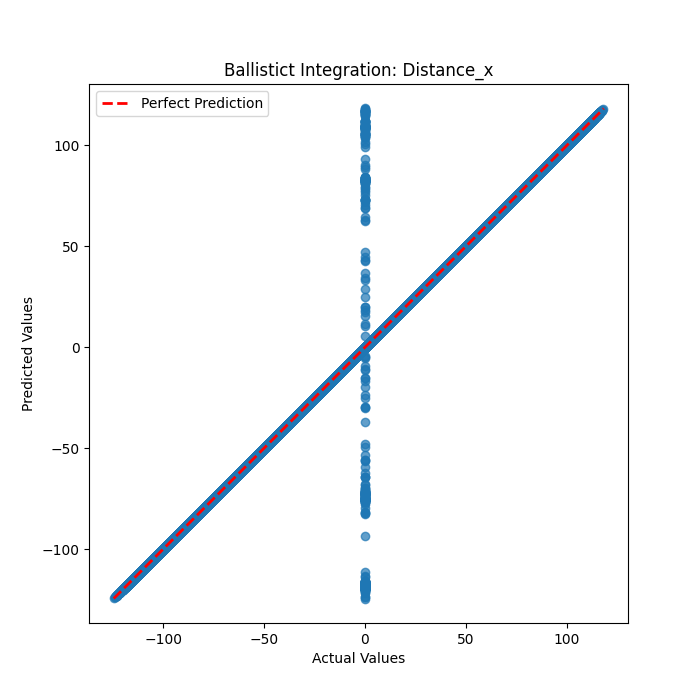 Ballistict Integration: Distance_x
Perfect Prediction
100
50
0
−50
−100
Predicted Values
−100
−50
0
50
100
Actual Values